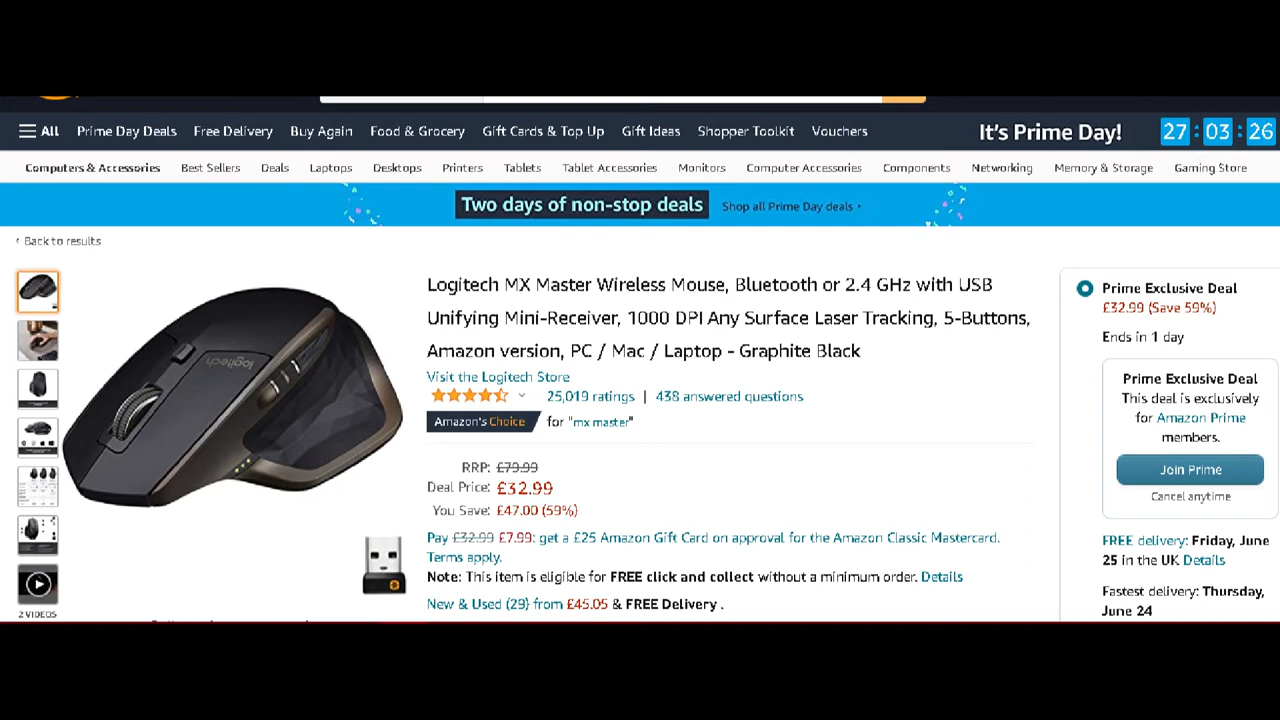 All Prime Day Deals Free Delivery Buy Again Food & Grocery Gift Cards & Top Up Gift Ideas Shopper Toolkit Vouchers It's Prime Day! 27 : 03 : 26
Computers & Accessories Best Sellers Deals Laptops Desktops Printers Tablets Tablet Accessories Monitors Computer Accessories Components Networking Memory & Storage Gaming Store
Two days of non-stop deals Shop all Prime Day deals ›
‹ Back to results
Logitech MX Master Wireless Mouse, Bluetooth or 2.4 GHz with USB
Unifying Mini-Receiver, 1000 DPI Any Surface Laser Tracking, 5-Buttons,
Amazon version, PC / Mac / Laptop - Graphite Black
Visit the Logitech Store
25,019 ratings | 438 answered questions
Amazon's Choice for "mx master"
RRP: £79.99
Deal Price: £32.99
You Save: £47.00 (59%)
Pay £32.99 £7.99: get a £25 Amazon Gift Card on approval for the Amazon Classic Mastercard.
Terms apply.
Note: This item is eligible for FREE click and collect without a minimum order. Details
New & Used (29) from £45.05 & FREE Delivery .
logitech
2 VIDEOS
Prime Exclusive Deal
£32.99 (Save 59%)
Ends in 1 day
Prime Exclusive Deal
This deal is exclusively
for Amazon Prime
members.
Join Prime
Cancel anytime
FREE delivery: Friday, June
25 in the UK Details
Fastest delivery: Thursday,
June 24